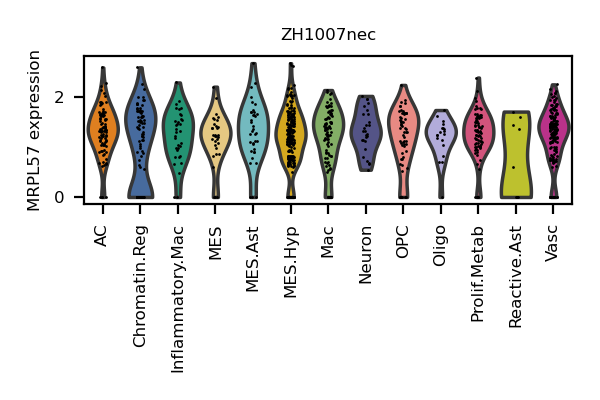 ZH1007nec
MRPL57 expression
2
0
AC
Chromatin.Reg
Inflammatory.Mac
MES
MES.Ast
MES.Hyp
Mac
Neuron
OPC
Oligo
Prolif.Metab
Reactive.Ast
Vasc